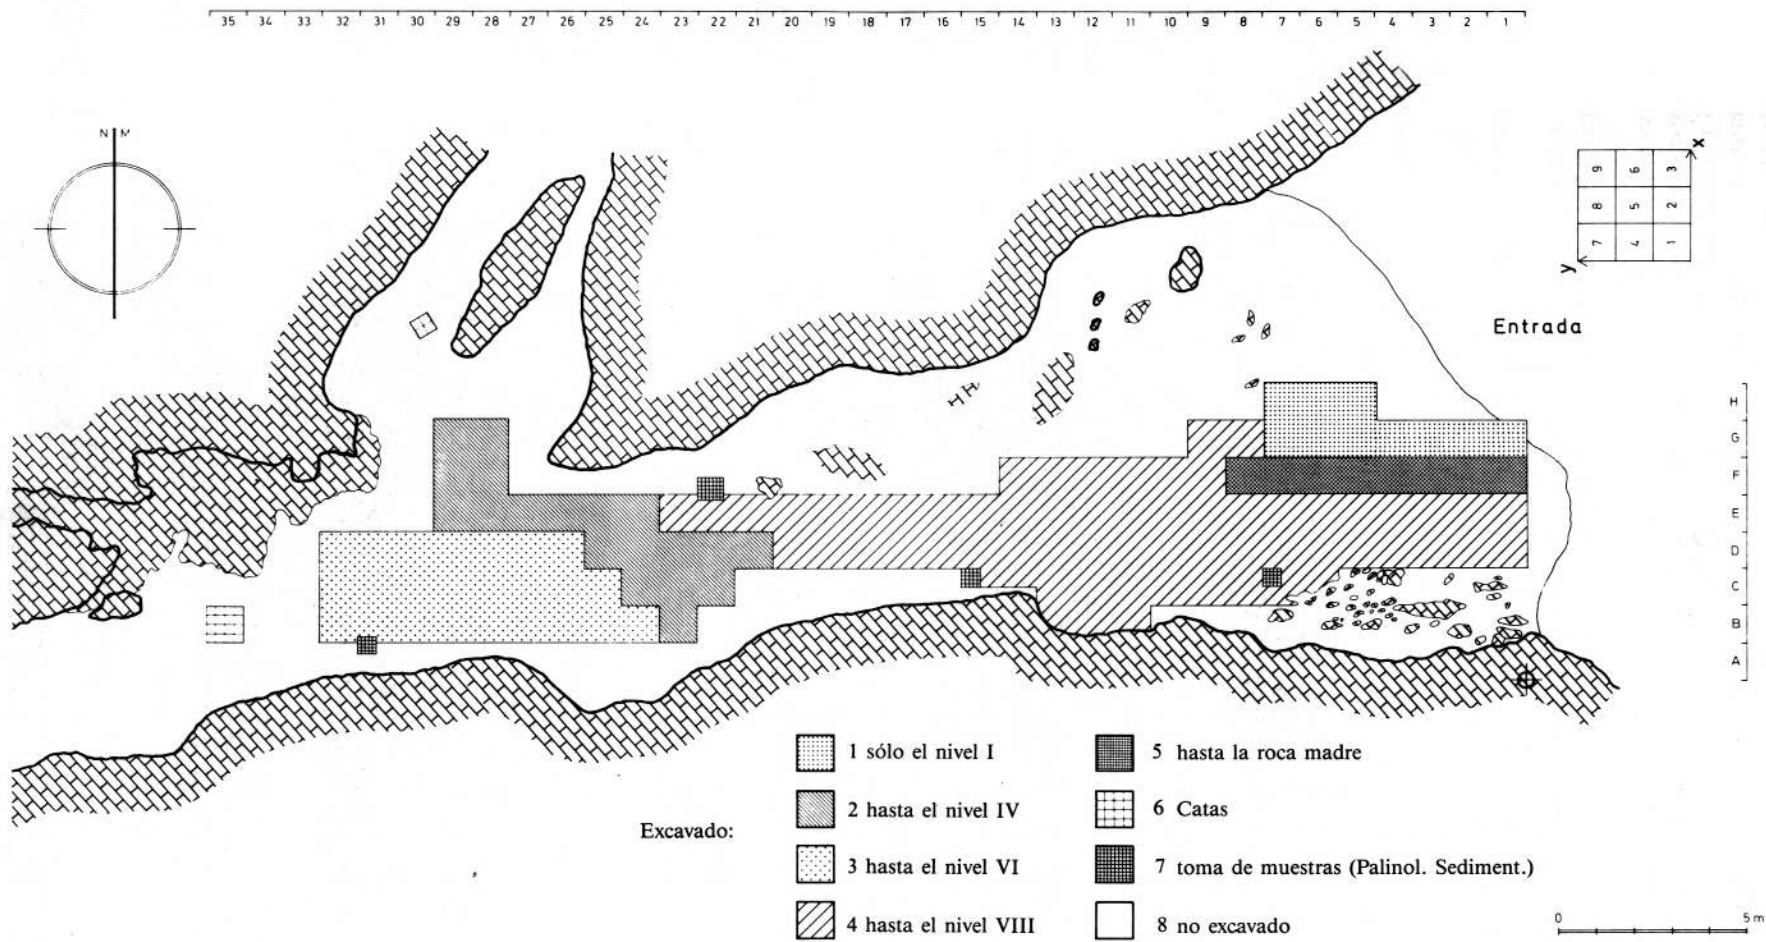 35 34 33 32 31 30 29 28 27 26 25 24 23 22 21 20 19 18 17 16 15 14 13 12 11 10 9 8 7 6 5 4 3 2 1
N M
9 6 3
8 5 2
7 4 1
x
y
Entrada
H
G
F
E
D
C
B
A
Excavado:
1 sólo el nivel I
2 hasta el nivel IV
3 hasta el nivel VI
4 hasta el nivel VIII
5 hasta la roca madre
6 Catas
7 toma de muestras (Palinol. Sediment.)
8 no excavado
0 5 m